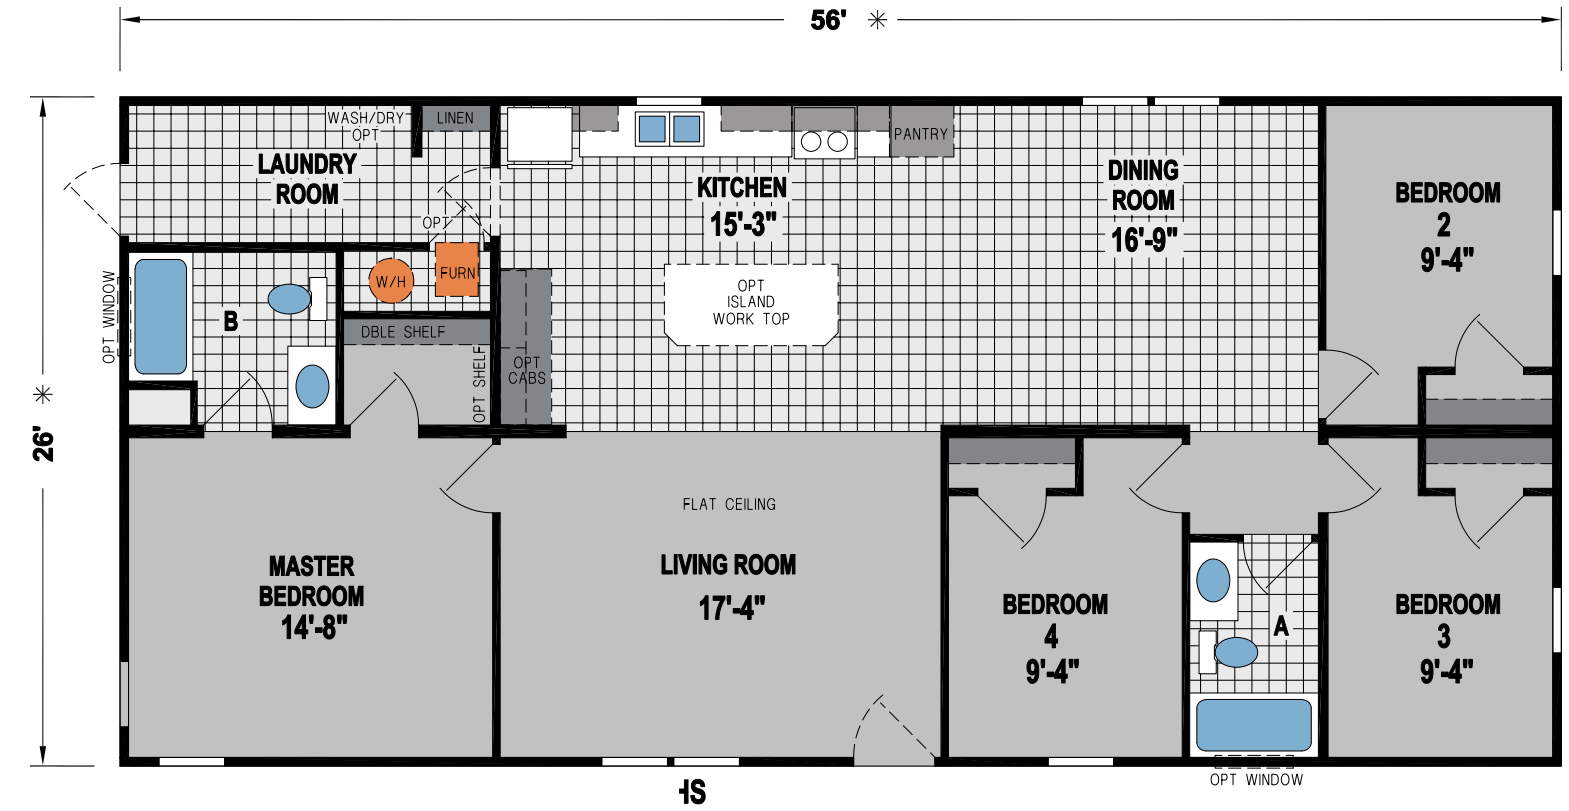 56' ✳
WASH/DRY
OPT
LINEN
PANTRY
LAUNDRY
ROOM
KITCHEN
15'-3"
DINING
ROOM
16'-9"
BEDROOM
2
9'-4"
OPT
FURN
W/H
OPT
ISLAND
WORK TOP
OPT WINDOW
B
DBLE SHELF
OPT SHELF
OPT
CABS
26' ✳
FLAT CEILING
MASTER
BEDROOM
14'-8"
LIVING ROOM
17'-4"
BEDROOM
4
9'-4"
A
BEDROOM
3
9'-4"
OPT WINDOW